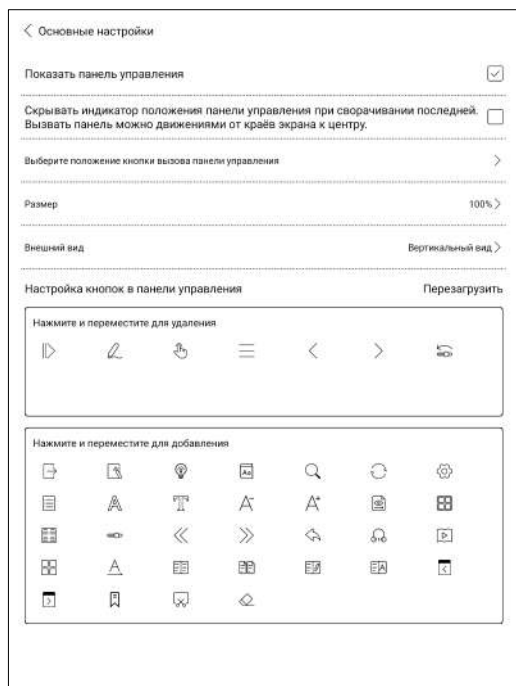 Основные настройки
Показать панель управления
Скрывать индикатор положения панели управления при сворачивании последней.
Вызвать панель можно движениями от краёв экрана к центру.
Выберите положение кнопки вызова панели управления
Размер 100%
Внешний вид Вертикальный вид
Настройка кнопок в панели управления Перезагрузить
Нажмите и переместите для удаления
Нажмите и переместите для добавления